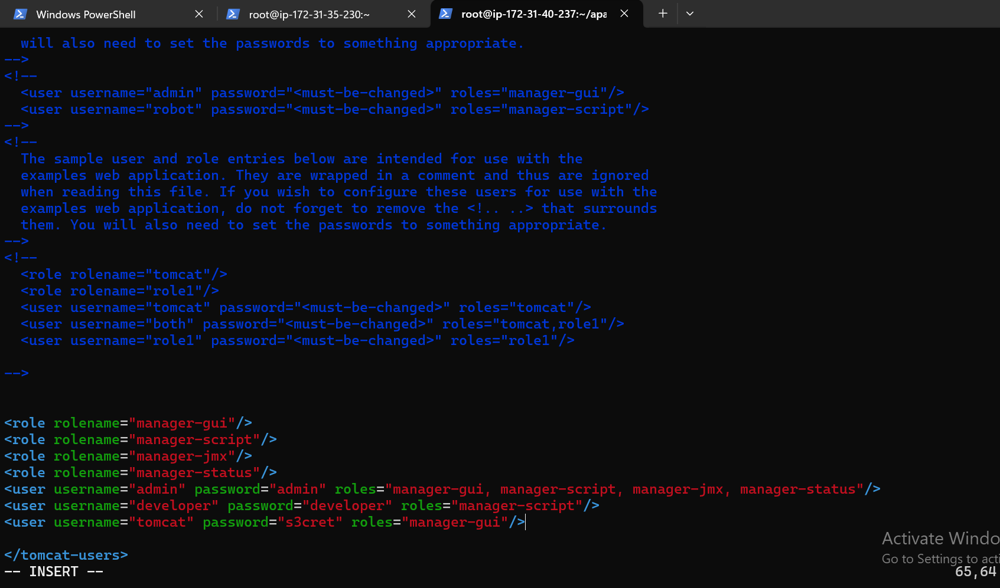 Windows PowerShell
root@ip-172-31-35-230:~
root@ip-172-31-40-237:~/apa
will also need to set the passwords to something appropriate.
-->
<!--
<user username="admin" password="<must-be-changed>" roles="manager-gui"/>
<user username="robot" password="<must-be-changed>" roles="manager-script"/>
-->
<!--
The sample user and role entries below are intended for use with the
examples web application. They are wrapped in a comment and thus are ignored
when reading this file. If you wish to configure these users for use with the
examples web application, do not forget to remove the <!.. ..> that surrounds
them. You will also need to set the passwords to something appropriate.
-->
<!--
<role rolename="tomcat"/>
<role rolename="role1"/>
<user username="tomcat" password="<must-be-changed>" roles="tomcat"/>
<user username="both" password="<must-be-changed>" roles="tomcat,role1"/>
<user username="role1" password="<must-be-changed>" roles="role1"/>
-->
<role rolename="manager-gui"/>
<role rolename="manager-script"/>
<role rolename="manager-jmx"/>
<role rolename="manager-status"/>
<user username="admin" password="admin" roles="manager-gui, manager-script, manager-jmx, manager-status"/>
<user username="developer" password="developer" roles="manager-script"/>
<user username="tomcat" password="s3cret" roles="manager-gui"/>
</tomcat-users>
-- INSERT --
Activate Windo
Go to Settings to acti
65,64